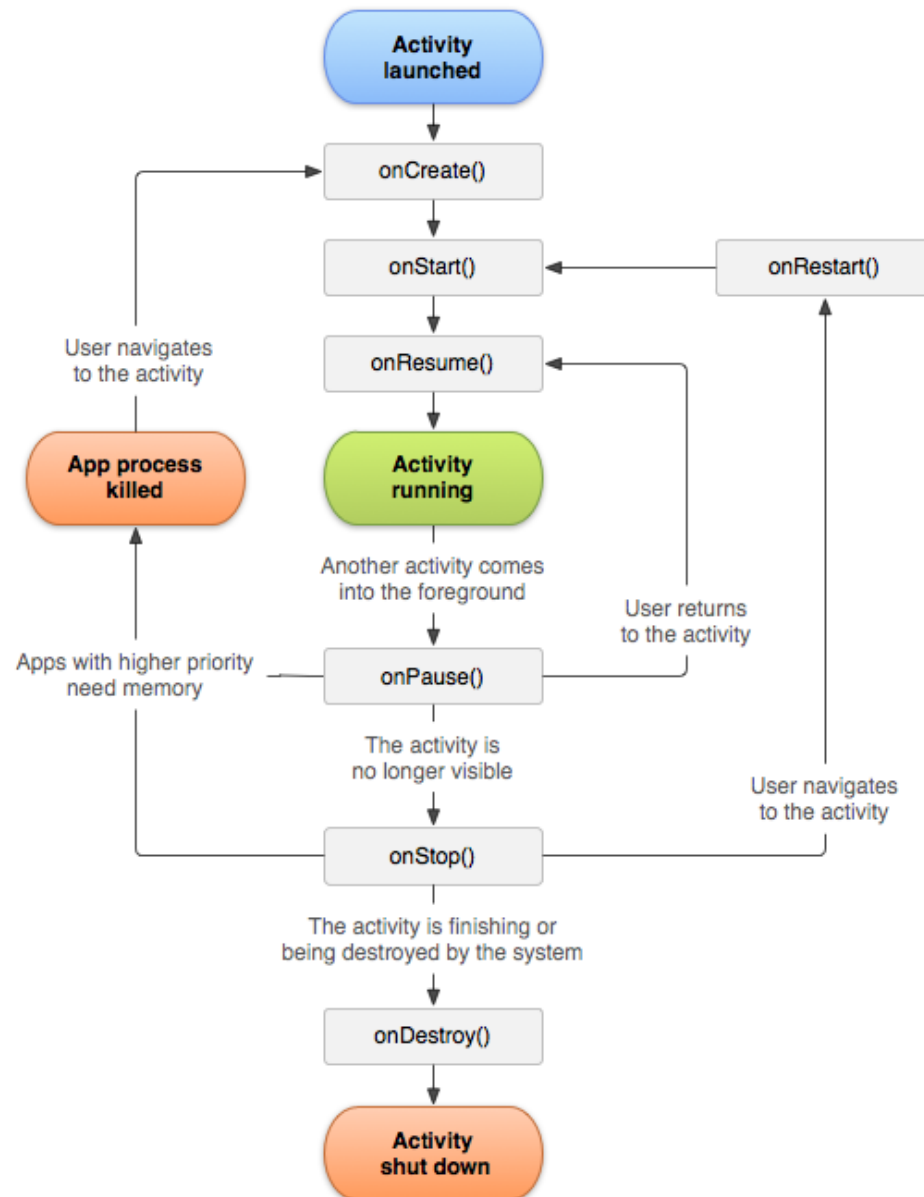 Activity
launched
onCreate()
onStart()
onRestart()
User navigates
to the activity
onResume()
App process
killed
Activity
running
Another activity comes
into the foreground
User returns
to the activity
Apps with higher priority
need memory
onPause()
The activity is
no longer visible
User navigates
to the activity
onStop()
The activity is finishing or
being destroyed by the system
onDestroy()
Activity
shut down